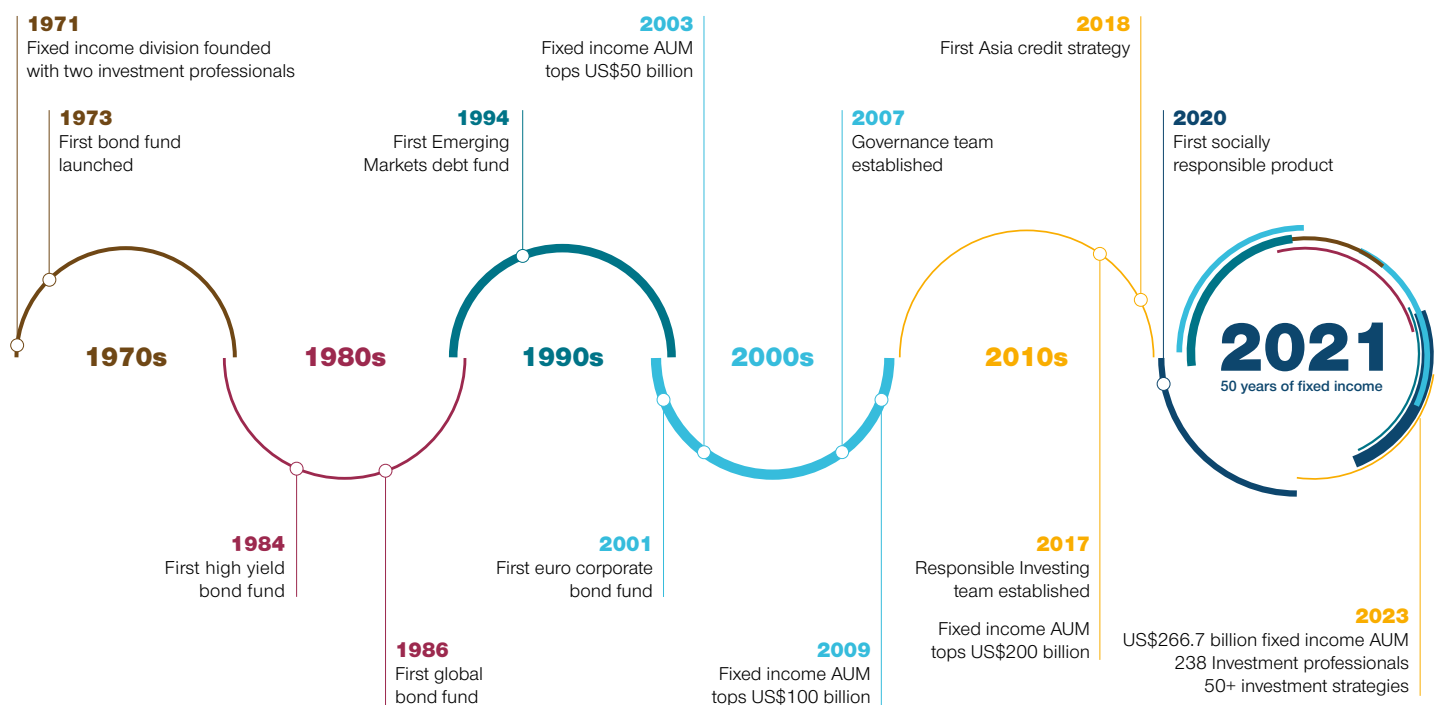 1971
Fixed income division founded
with two investment professionals
1973
First bond fund
launched
1994
First Emerging
Markets debt fund
2003
Fixed income AUM
tops US$50 billion
2007
Governance team
established
2018
First Asia credit strategy
2020
First socially
responsible product
1970s
1980s
1990s
2000s
2010s
2021
50 years of fixed income
1984
First high yield
bond fund
1986
First global
bond fund
2001
First euro corporate
bond fund
2009
Fixed income AUM
tops US$100 billion
2017
Responsible Investing
team established
Fixed income AUM
tops US$200 billion
2023
US$266.7 billion fixed income AUM
238 Investment professionals
50+ investment strategies